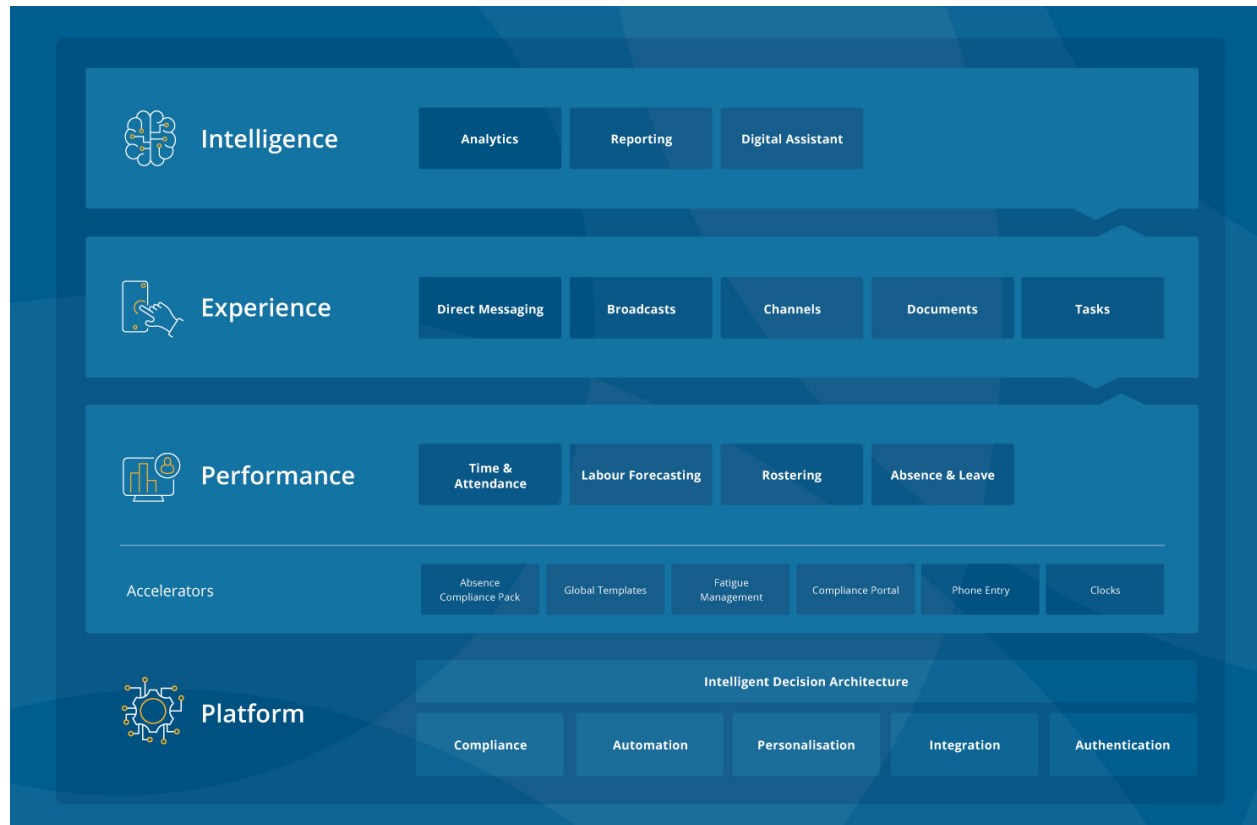 Intelligence
Analytics
Reporting
Digital Assistant
Experience
Direct Messaging
Broadcasts
Channels
Documents
Tasks
Performance
Time &
Attendance
Labour Forecasting
Rostering
Absence & Leave
Accelerators
Absence
Compliance Pack
Global Templates
Fatigue
Management
Compliance Portal
Phone Entry
Clocks
Platform
Intelligent Decision Architecture
Compliance
Automation
Personalisation
Integration
Authentication